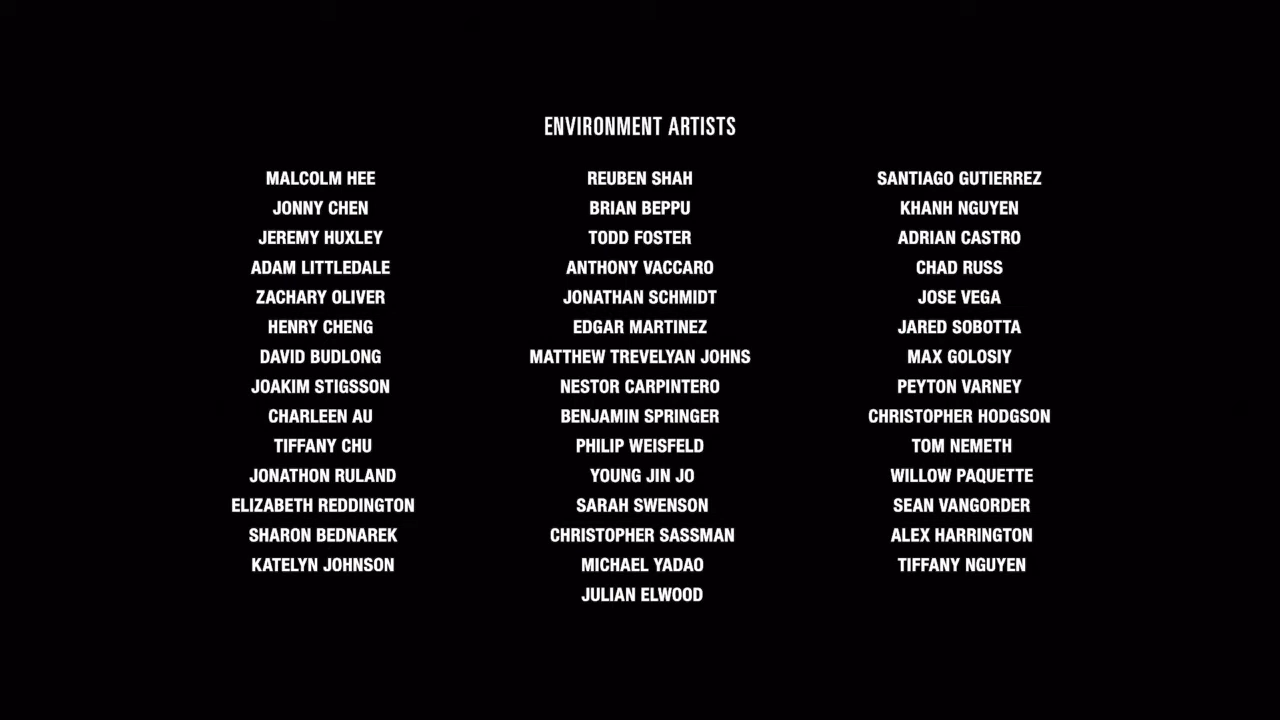 ENVIRONMENT ARTISTS
MALCOLM HEE
JONNY CHEN
JEREMY HUXLEY
ADAM LITTLEDALE
ZACHARY OLIVER
HENRY CHENG
DAVID BUDLONG
JOAKIM STIGSSON
CHARLEEN AU
TIFFANY CHU
JONATHON RULAND
ELIZABETH REDDINGTON
SHARON BEDNAREK
KATELYN JOHNSON
REUBEN SHAH
BRIAN BEPPU
TODD FOSTER
ANTHONY VACCARO
JONATHAN SCHMIDT
EDGAR MARTINEZ
MATTHEW TREVELYAN JOHNS
NESTOR CARPINTERO
BENJAMIN SPRINGER
PHILIP WEISFELD
YOUNG JIN JO
SARAH SWENSON
CHRISTOPHER SASSMAN
MICHAEL YADAO
JULIAN ELWOOD
SANTIAGO GUTIERREZ
KHANH NGUYEN
ADRIAN CASTRO
CHAD RUSS
JOSE VEGA
JARED SOBOTTA
MAX GOLOSIY
PEYTON VARNEY
CHRISTOPHER HODGSON
TOM NEMETH
WILLOW PAQUETTE
SEAN VANGORDER
ALEX HARRINGTON
TIFFANY NGUYEN